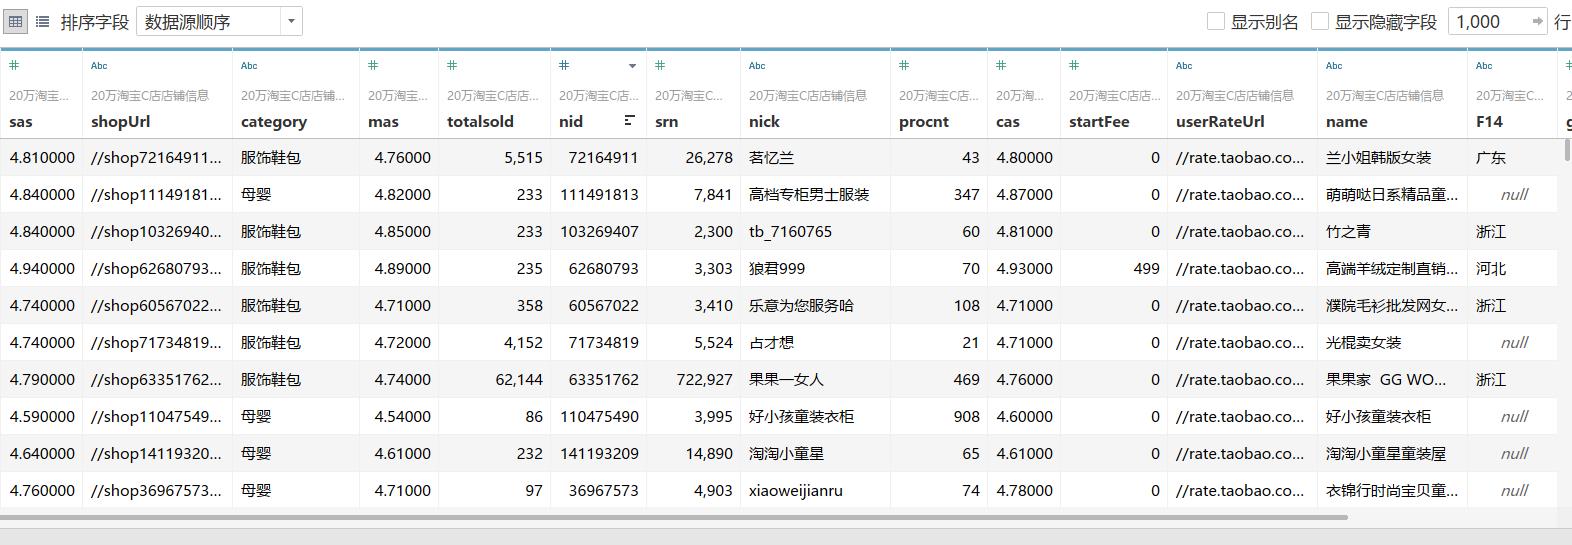 排序字段 数据源顺序 显示别名 显示隐藏字段 1,000 行
# Abc Abc # # # # Abc # # # Abc Abc Abc #
20万淘宝... 20万淘宝C店店铺信息 20万淘宝C店店铺... 20万淘宝... 20万淘宝C店店... 20万淘宝C店店... 20万淘宝C... 20万淘宝C店店铺信息 20万淘宝C店店... 20万淘... 20万淘宝C店店... 20万淘宝C店店铺信息 20万淘宝C店店铺信息 20万淘宝C...
sas shopUrl category mas totalsold nid srn nick procnt cas startFee userRateUrl name F14
4.810000 //shop72164911... 服饰鞋包 4.76000 5,515 72164911 26,278 茗忆兰 43 4.80000 0 //rate.taobao.co... 兰小姐韩版女装 广东
4.840000 //shop11149181... 母婴 4.82000 233 111491813 7,841 高档专柜男士服装 347 4.87000 0 //rate.taobao.co... 萌萌哒日系精品童... null
4.840000 //shop10326940... 服饰鞋包 4.85000 233 103269407 2,300 tb_7160765 60 4.81000 0 //rate.taobao.co... 竹之青 浙江
4.940000 //shop62680793... 服饰鞋包 4.89000 235 62680793 3,303 狼君999 70 4.93000 499 //rate.taobao.co... 高端羊绒定制直销... 河北
4.740000 //shop60567022... 服饰鞋包 4.71000 358 60567022 3,410 乐意为您服务哈 108 4.71000 0 //rate.taobao.co... 濮院毛衫批发网女... 浙江
4.740000 //shop71734819... 服饰鞋包 4.72000 4,152 71734819 5,524 占才想 21 4.71000 0 //rate.taobao.co... 光棍卖女装 null
4.790000 //shop63351762... 服饰鞋包 4.74000 62,144 63351762 722,927 果果一女人 469 4.76000 0 //rate.taobao.co... 果果家 GG WO... 浙江
4.590000 //shop11047549... 母婴 4.54000 86 110475490 3,995 好小孩童装衣柜 908 4.60000 0 //rate.taobao.co... 好小孩童装衣柜 null
4.640000 //shop14119320... 母婴 4.61000 232 141193209 14,890 淘淘小童星 65 4.61000 0 //rate.taobao.co... 淘淘小童星童装屋 null
4.760000 //shop36967573... 母婴 4.71000 97 36967573 4,903 xiaoweijianru 74 4.78000 0 //rate.taobao.co... 衣锦行时尚宝贝童... null